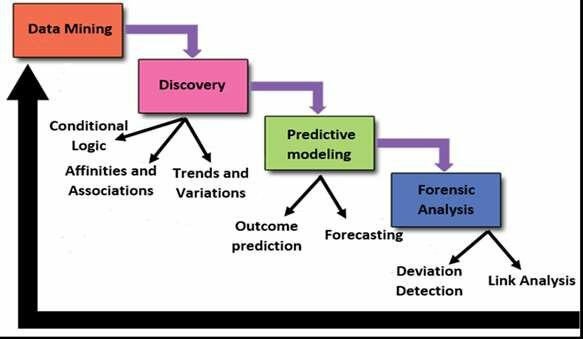 Data Mining
Discovery
Conditional
Logic
Affinities and
Associations
Trends and
Variations
Predictive
modeling
Outcome
prediction
Forecasting
Forensic
Analysis
Deviation
Detection
Link Analysis